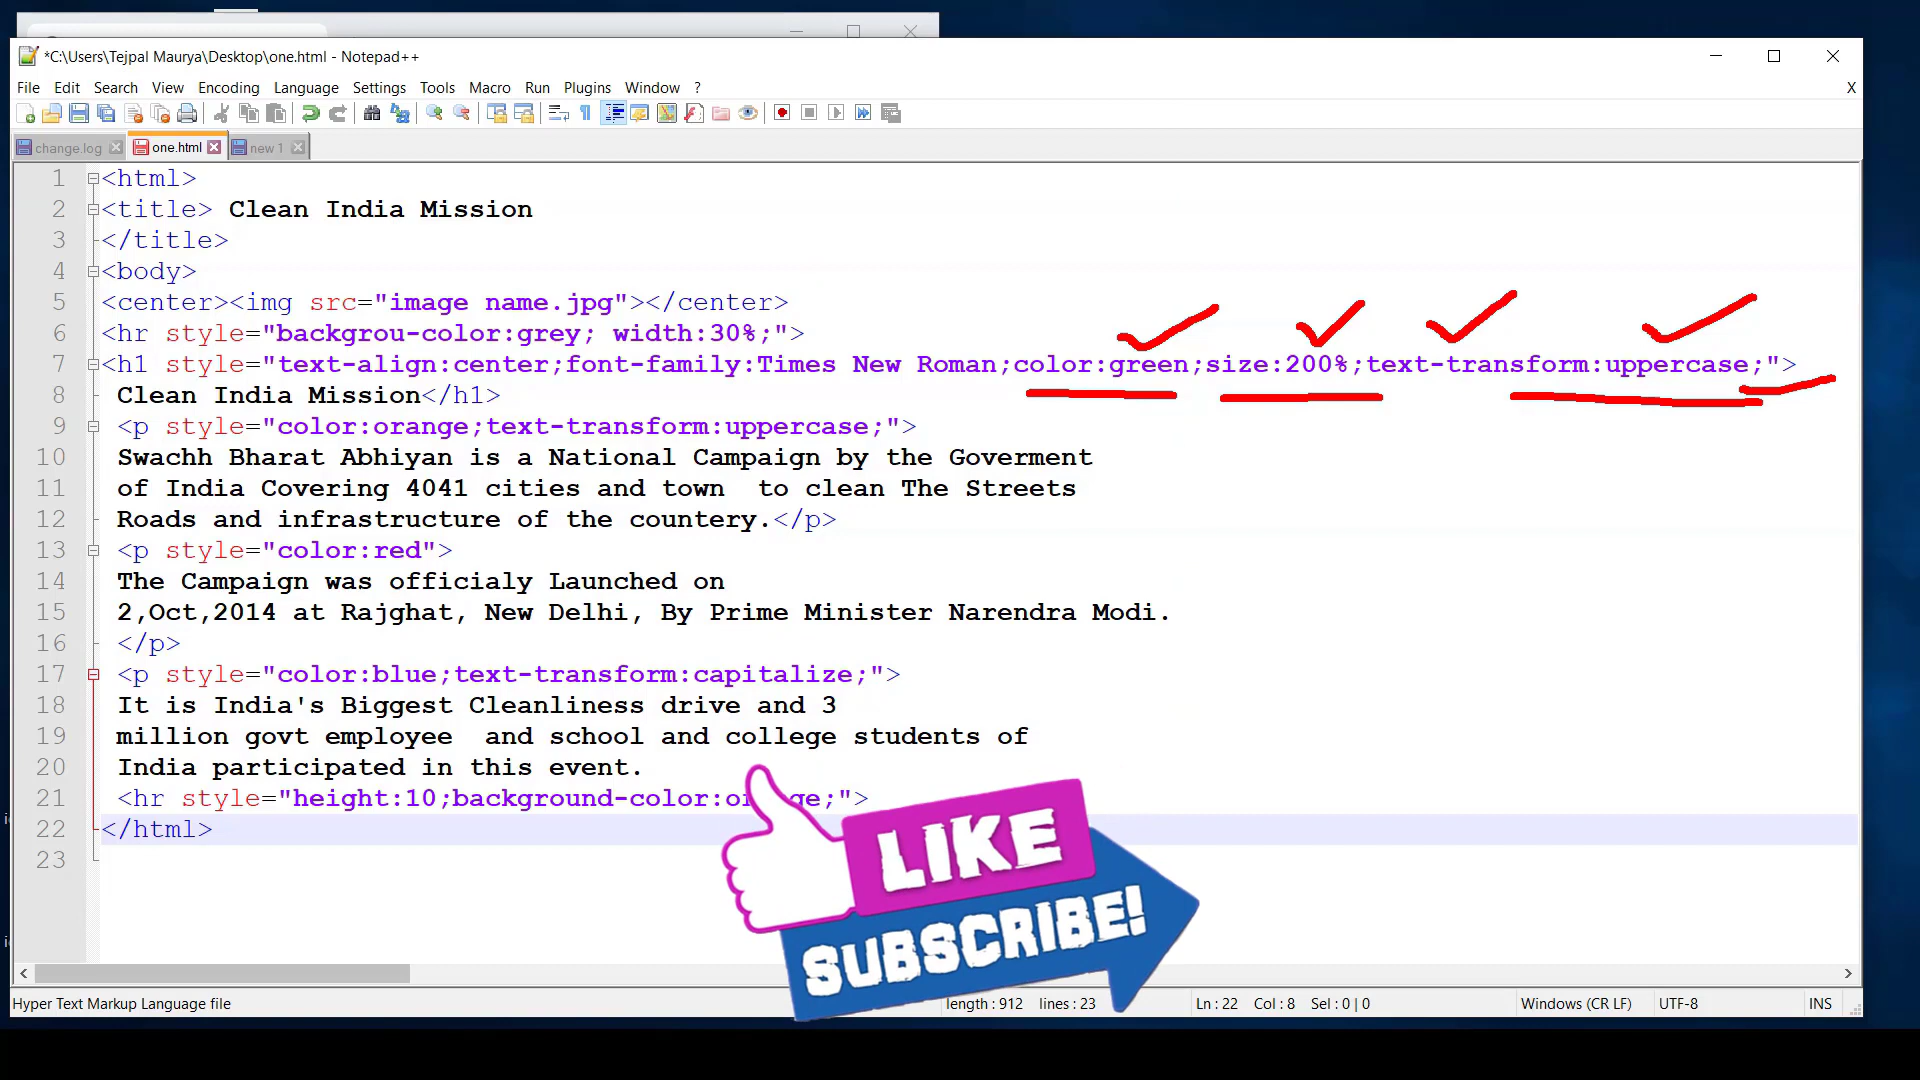 *C:\Users\Tejpal Maurya\Desktop\one.html - Notepad++
File Edit Search View Encoding Language Settings Tools Macro Run Plugins Window ? X
change.log one.html new 1
1 <html>
2 <title> Clean India Mission
3 </title>
4 <body>
5 <center><img src="image name.jpg"></center>
6 <hr style="backgrou-color:grey; width:30%;">
7 <h1 style="text-align:center;font-family:Times New Roman;color:green;size:200%;text-transform:uppercase;">
8 Clean India Mission</h1>
9 <p style="color:orange;text-transform:uppercase;">
10 Swachh Bharat Abhiyan is a National Campaign by the Goverment
11 of India Covering 4041 cities and town  to clean The Streets
12 Roads and infrastructure of the countery.</p>
13 <p style="color:red">
14 The Campaign was officialy Launched on
15 2,Oct,2014 at Rajghat, New Delhi, By Prime Minister Narendra Modi.
16 </p>
17 <p style="color:blue;text-transform:capitalize;">
18 It is India's Biggest Cleanliness drive and 3
19 million govt employee  and school and college students of
20 India participated in this event.
21 <hr style="height:10;background-color:orange;">
22 </html>
23
LIKE
SUBSCRIBE!
Hyper Text Markup Language file length : 912 lines : 23 Ln : 22 Col : 8 Sel : 0 | 0 Windows (CR LF) UTF-8 INS